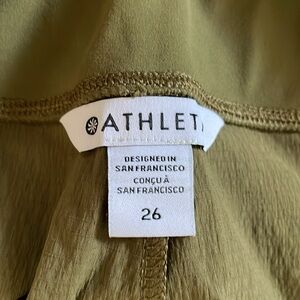 ATHLET
DESIGNED IN
SAN FRANCISCO
CONÇU À
SAN FRANCISCO
26